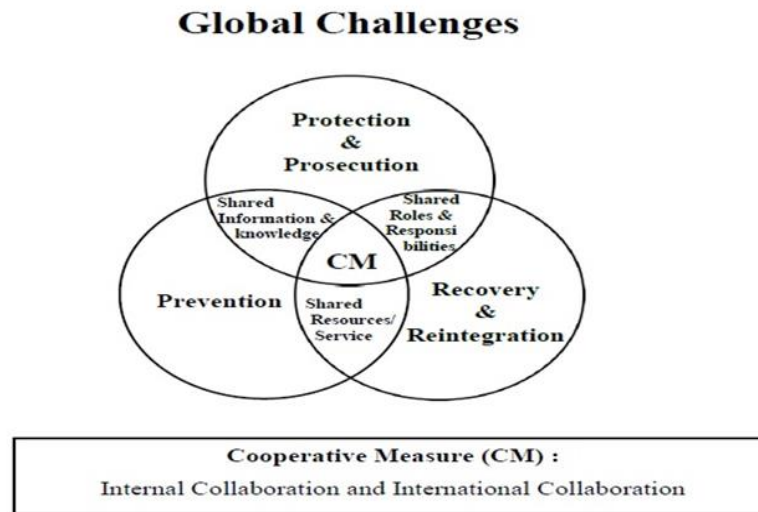 Global Challenges
Protection
&
Prosecution
Shared
Information &
knowledge
Shared
Roles &
Responsi
bilities
CM
Prevention
Shared
Resources/
Service
Recovery
&
Reintegration
Cooperative Measure (CM) :
Internal Collaboration and International Collaboration